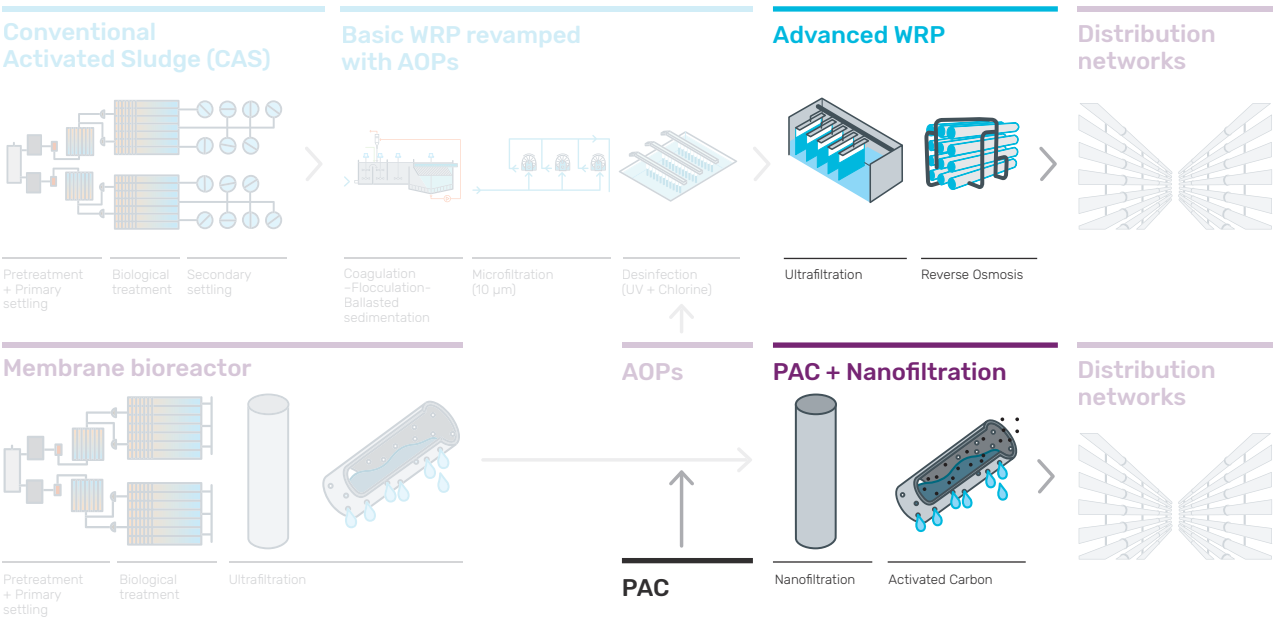 Conventional
Activated Sludge (CAS)
Basic WRP revamped
with AOPs
Advanced WRP
Distribution
networks
Pretreatment
+ Primary
settling
Biological
treatment
Secondary
settling
Coagulation
-Flocculation-
Ballasted
sedimentation
Microfiltration
(10 µm)
Desinfection
(UV + Chlorine)
Ultrafiltration
Reverse Osmosis
Membrane bioreactor
AOPs
PAC + Nanofiltration
Distribution
networks
Pretreatment
+ Primary
settling
Biological
treatment
Ultrafiltration
PAC
Nanofiltration
Activated Carbon